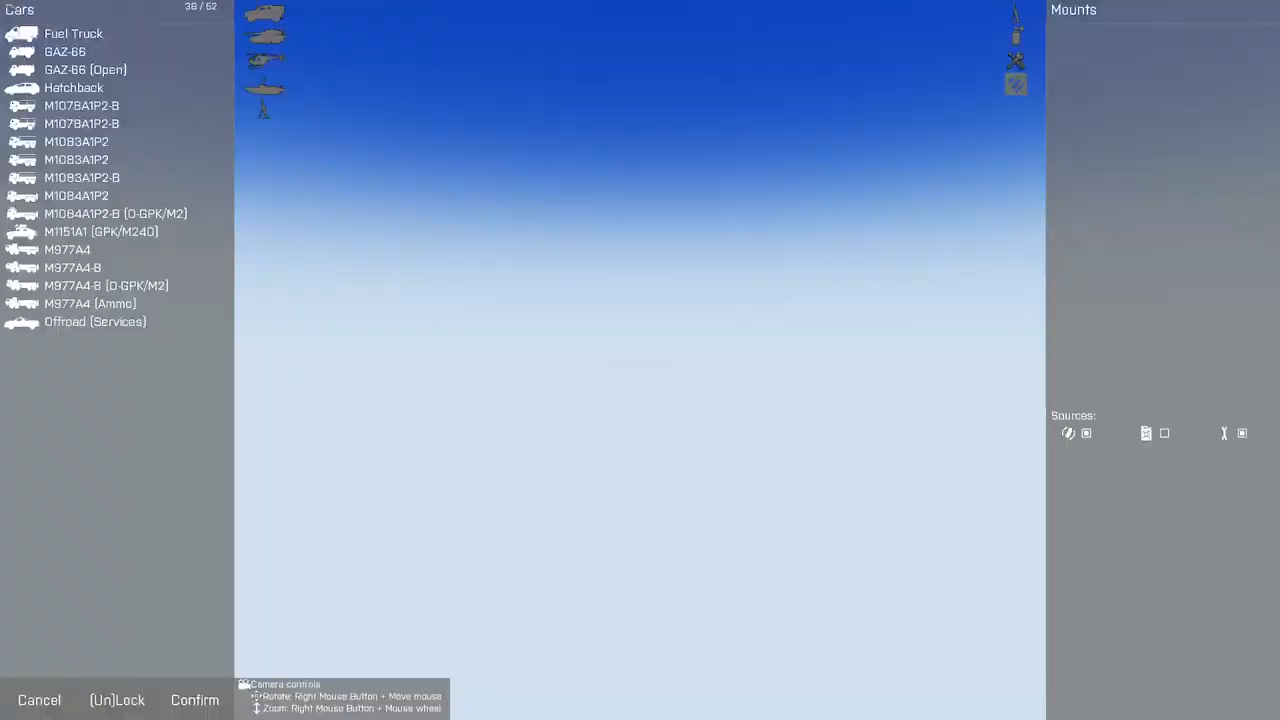 Cars
38 / 52
Fuel Truck
GAZ-66
GAZ-66 (Open)
Hatchback
M1078A1P2-B
M1078A1P2-B
M1083A1P2
M1083A1P2
M1083A1P2-B
M1084A1P2
M1084A1P2-B (O-GPK/M2)
M1151A1 (GPK/M240)
M977A4
M977A4-B
M977A4-B (O-GPK/M2)
M977A4 (Ammo)
Offroad (Services)
Mounts
Sources:
Cancel
(Un)Lock
Confirm
Camera controls
Rotate: Right Mouse Button + Move mouse
Zoom: Right Mouse Button + Mouse wheel